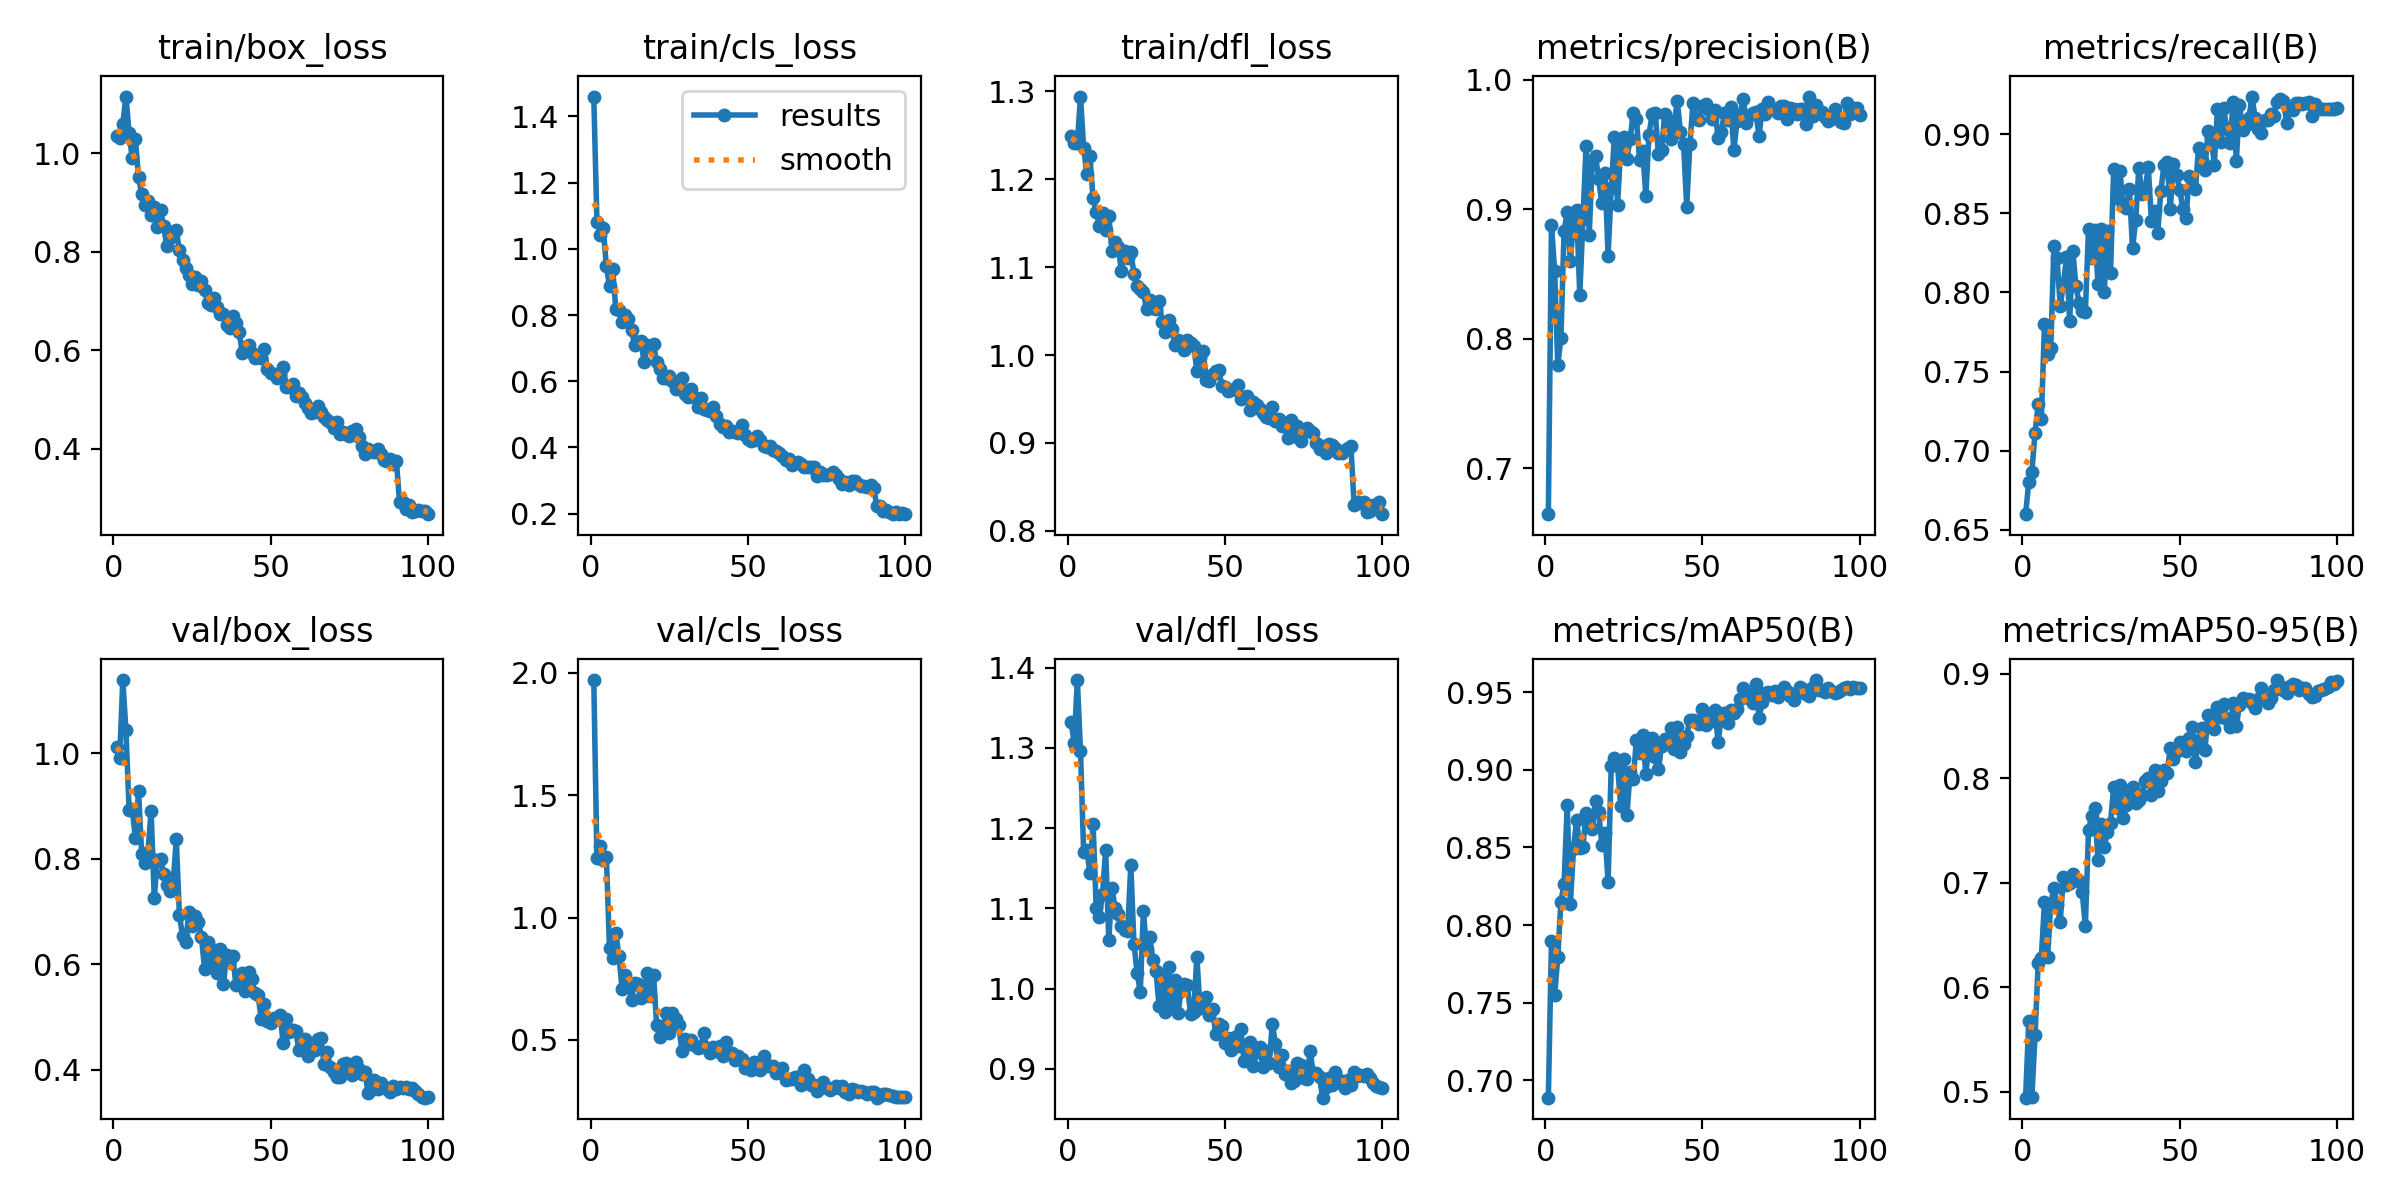 train/box_loss
1.0
0.8
0.6
0.4
0 50 100
train/cls_loss
results
smooth
1.4
1.2
1.0
0.8
0.6
0.4
0.2
0 50 100
train/dfl_loss
1.3
1.2
1.1
1.0
0.9
0.8
0 50 100
metrics/precision(B)
1.0
0.9
0.8
0.7
0 50 100
metrics/recall(B)
0.90
0.85
0.80
0.75
0.70
0.65
0 50 100
val/box_loss
1.0
0.8
0.6
0.4
0 50 100
val/cls_loss
2.0
1.5
1.0
0.5
0 50 100
val/dfl_loss
1.4
1.3
1.2
1.1
1.0
0.9
0 50 100
metrics/mAP50(B)
0.95
0.90
0.85
0.80
0.75
0.70
0 50 100
metrics/mAP50-95(B)
0.9
0.8
0.7
0.6
0.5
0 50 100